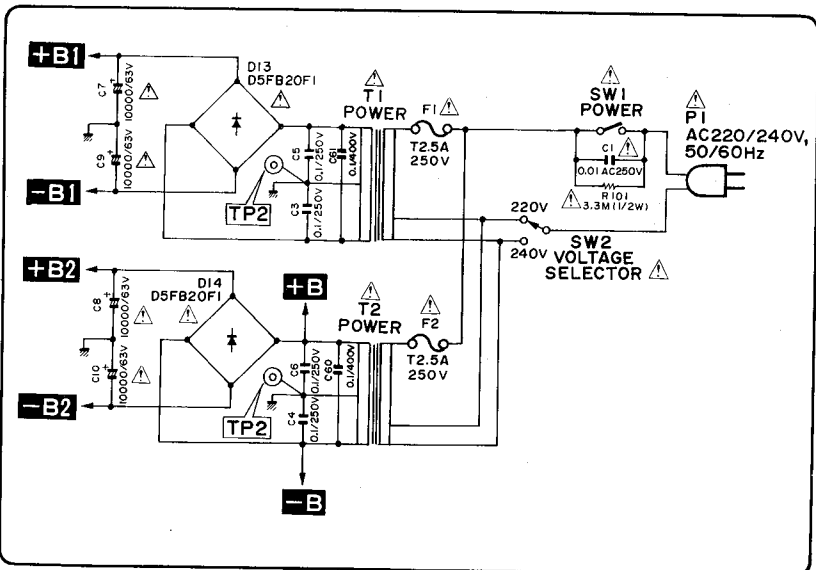 +B1
C7
10000/63V
C9
10000/63V
-B1
D13
D5FB20F1
TP2
C5
0.1/250V
C61
0.1/400V
C3
0.1/250V
T1
POWER
F1
T2.5A
250V
SW1
POWER
C1
0.01 AC250V
R101
3.3M(1/2W)
P1
AC220/240V,
50/60Hz
220V
240V
SW2
VOLTAGE
SELECTOR
+B2
C8
10000/63V
C10
10000/63V
-B2
D14
D5FB20F1
+B
TP2
C6
0.1/250V
C60
0.1/400V
C4
0.1/250V
-B
T2
POWER
F2
T2.5A
250V